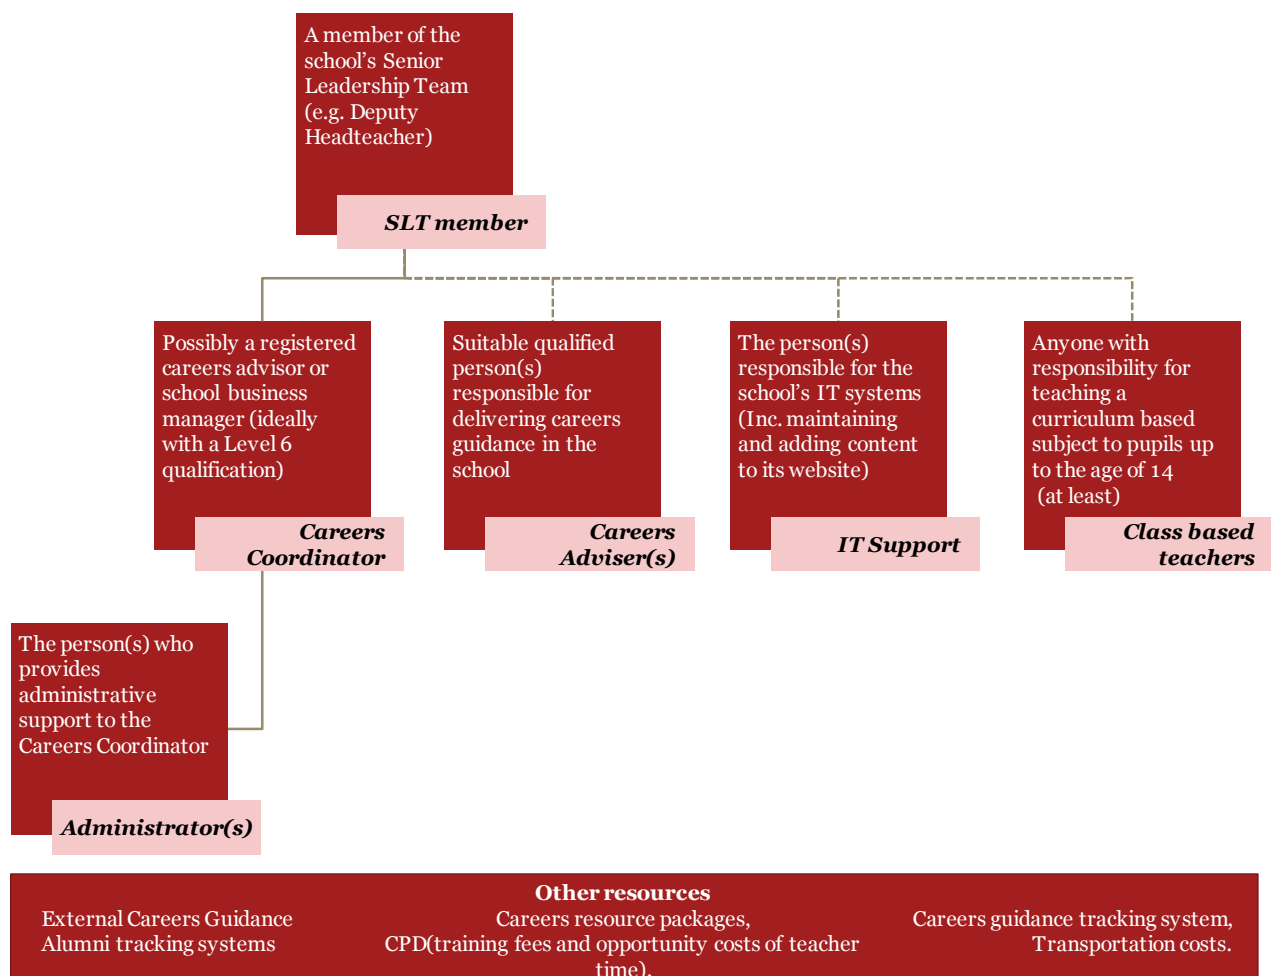 A member of the
school’s Senior
Leadership Team
(e.g. Deputy
Headteacher)
SLT member
Possibly a registered
careers advisor or
school business
manager (ideally
with a Level 6
qualification)
Careers
Coordinator
Suitable qualified
person(s)
responsible for
delivering careers
guidance in the
school
Careers
Adviser(s)
The person(s)
responsible for the
school’s IT systems
(Inc. maintaining
and adding content
to its website)
IT Support
Anyone with
responsibility for
teaching a
curriculum based
subject to pupils up
to the age of 14
(at least)
Class based
teachers
The person(s) who
provides
administrative
support to the
Careers Coordinator
Administrator(s)
Other resources
External Careers Guidance
Alumni tracking systems
Careers resource packages,
CPD(training fees and opportunity costs of teacher
time),
Careers guidance tracking system,
Transportation costs.